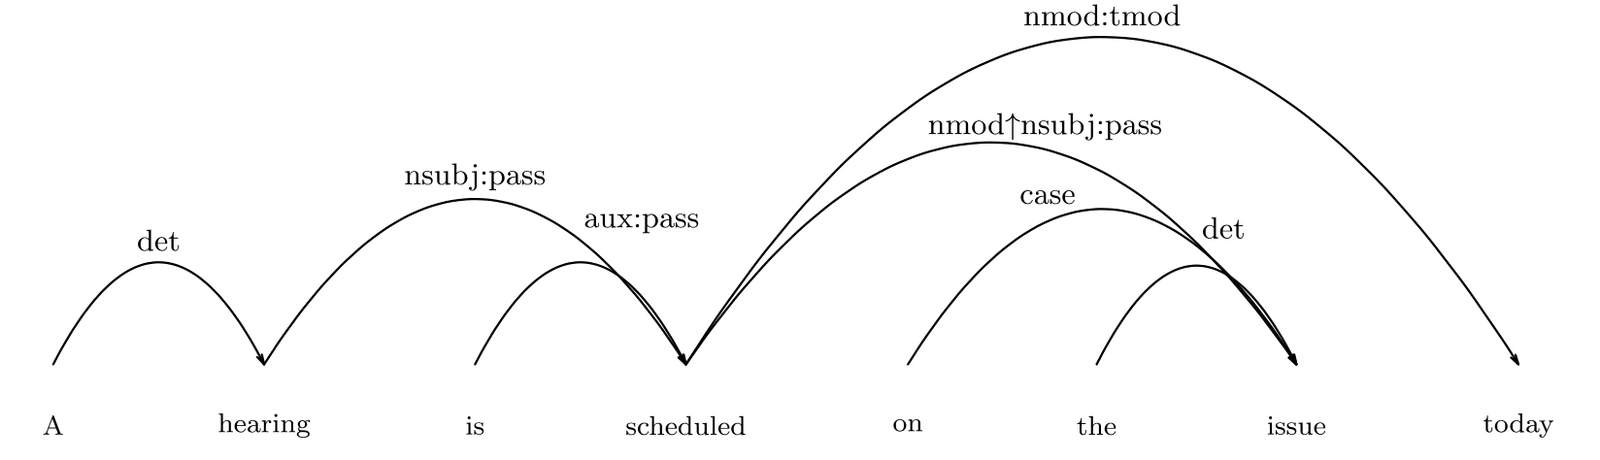 nmod:tmod
nmod↑nsubj:pass
nsubj:pass
case
aux:pass
det
det
A hearing is scheduled on the issue today